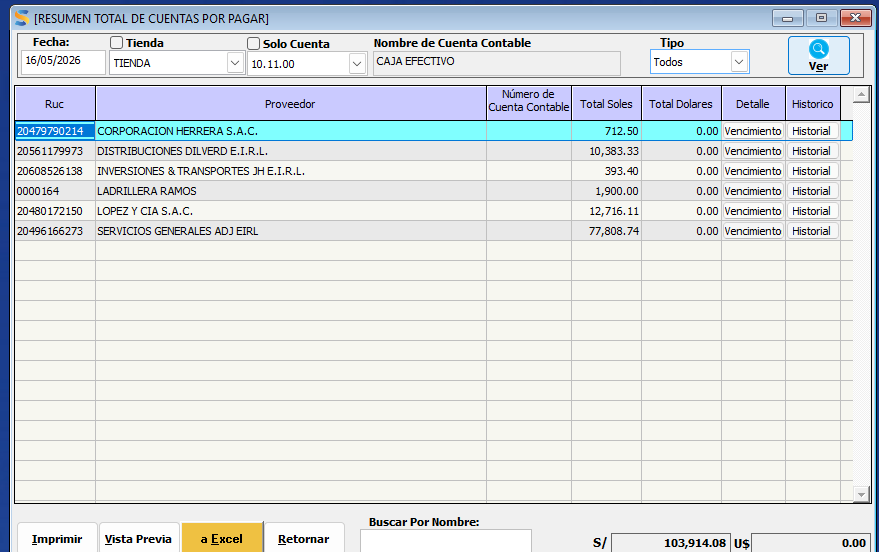 [RESUMEN TOTAL DE CUENTAS POR PAGAR]
Fecha: Tienda Solo Cuenta Nombre de Cuenta Contable Tipo
16/05/2026 TIENDA 10.11.00 CAJA EFECTIVO Todos Ver
Ruc Proveedor Número de Cuenta Contable Total Soles Total Dolares Detalle Historico
20479790214 CORPORACION HERRERA S.A.C. 712.50 0.00 Vencimiento Historial
20561179973 DISTRIBUCIONES DILVERD E.I.R.L. 10,383.33 0.00 Vencimiento Historial
20608526138 INVERSIONES & TRANSPORTES JH E.I.R.L. 393.40 0.00 Vencimiento Historial
0000164 LADRILLERA RAMOS 1,900.00 0.00 Vencimiento Historial
20480172150 LOPEZ Y CIA S.A.C. 12,716.11 0.00 Vencimiento Historial
20496166273 SERVICIOS GENERALES ADJ EIRL 77,808.74 0.00 Vencimiento Historial
Buscar Por Nombre:
Imprimir Vista Previa a Excel Retornar S/ 103,914.08 U$ 0.00